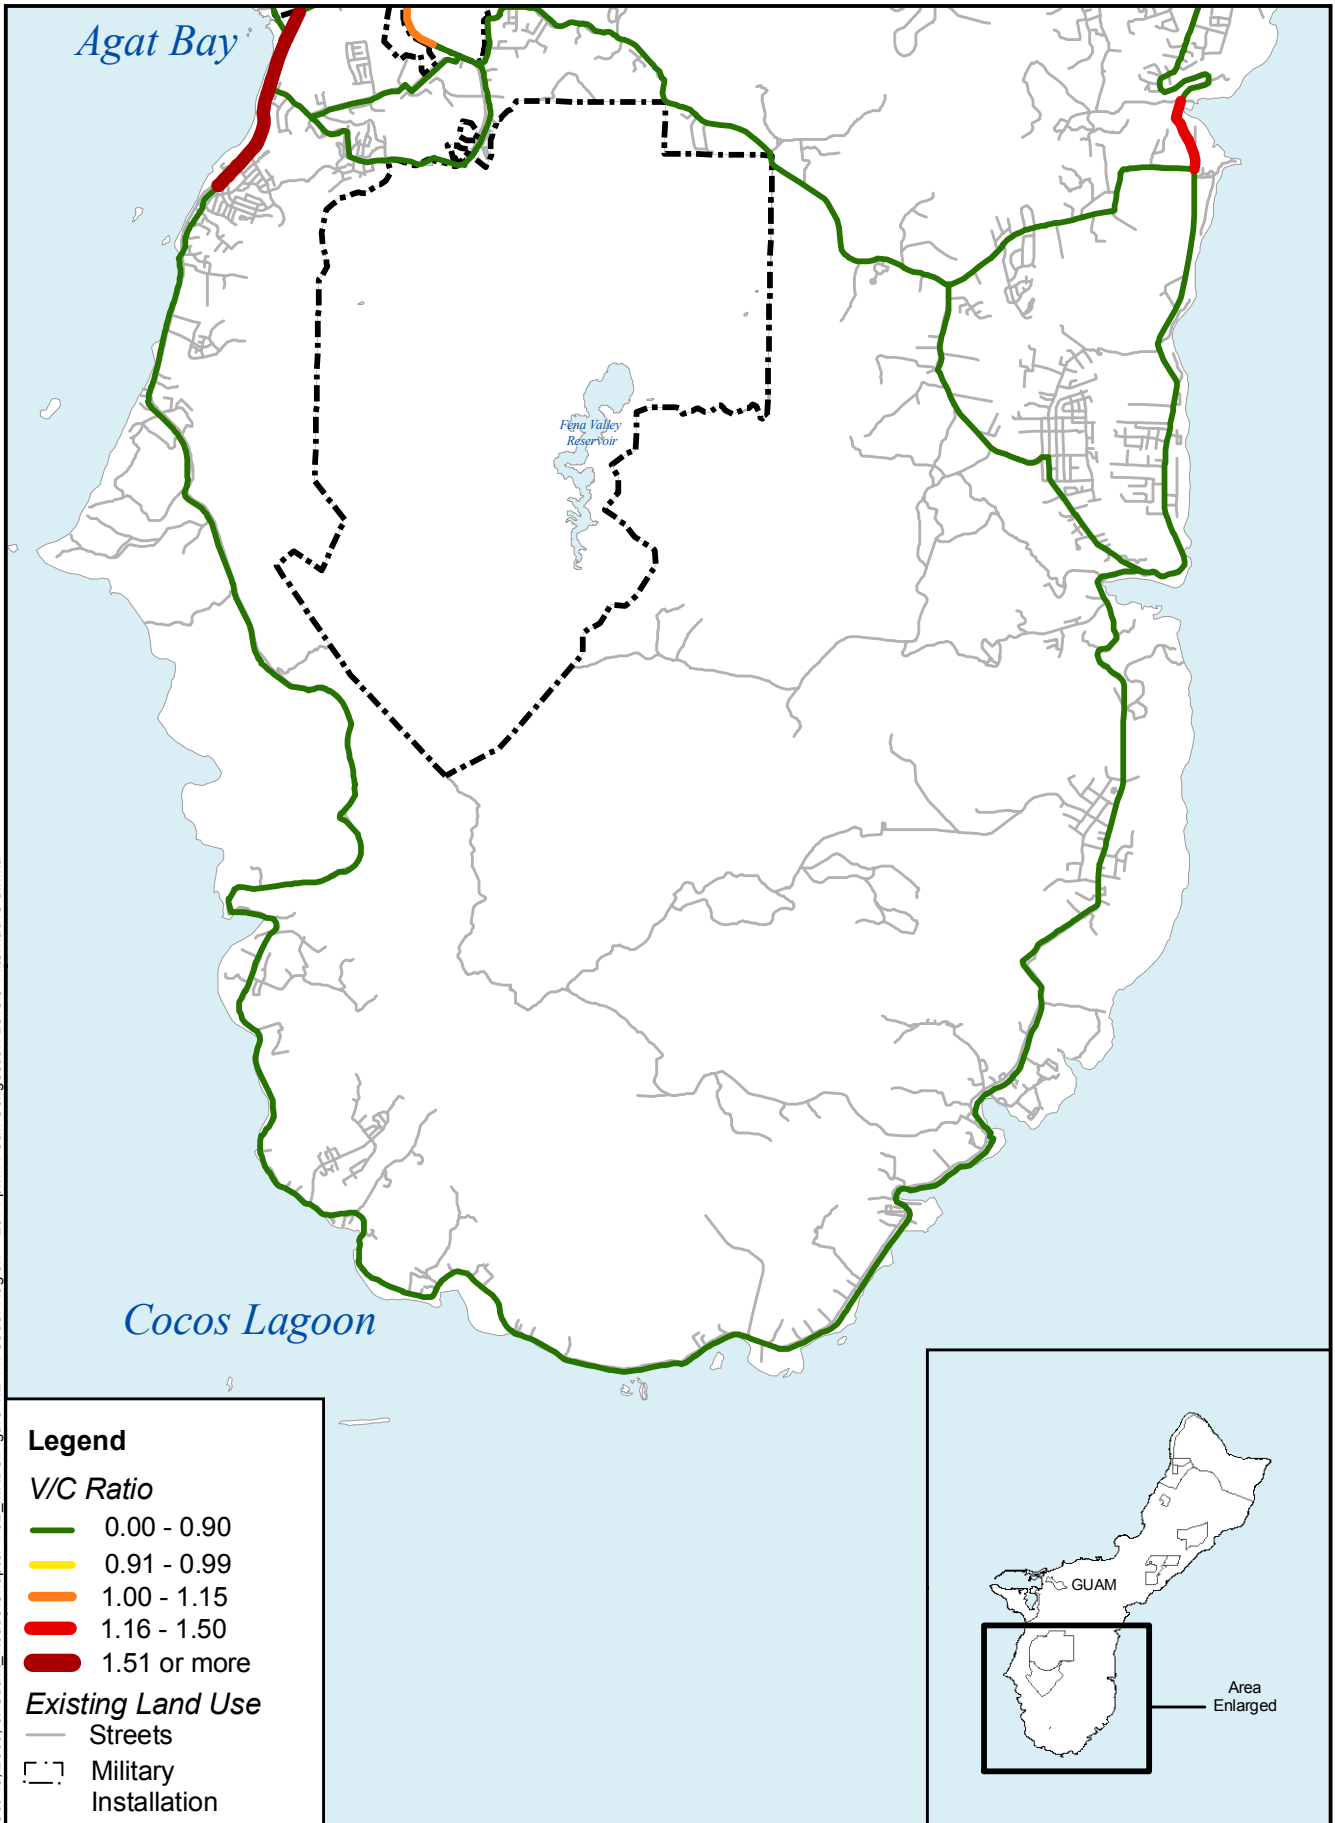 Agat Bay
Fena Valley
Reservoir
Cocos Lagoon
Legend
V/C Ratio
0.00 - 0.90
0.91 - 0.99
1.00 - 1.15
1.16 - 1.50
1.51 or more
Existing Land Use
Streets
Military
Installation
GUAM
Area
Enlarged